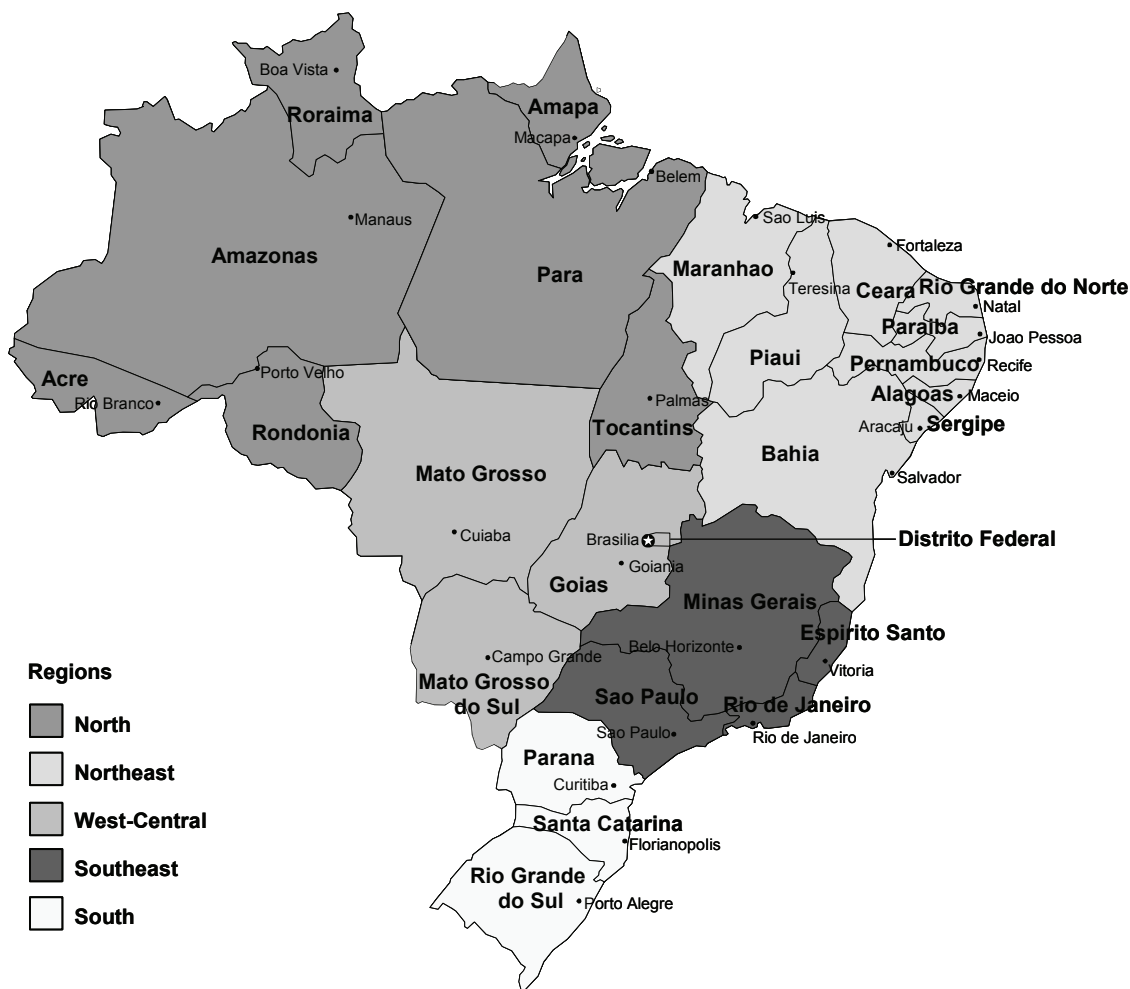 Boa Vista
Roraima
Amapa
Macapa
Belem
Manaus
Amazonas
Para
Sao Luis
Maranhao
Teresina
Fortaleza
Ceara
Rio Grande do Norte
Natal
Paraiba
Joao Pessoa
Piaui
Pernambuco
Recife
Acre
Rio Branco
Porto Velho
Rondonia
Palmas
Tocantins
Alagoas
Maceio
Aracaju
Sergipe
Bahia
Salvador
Mato Grosso
Cuiaba
Brasilia
Distrito Federal
Goiania
Goias
Minas Gerais
Belo Horizonte
Espirito Santo
Vitoria
Campo Grande
Mato Grosso
do Sul
Sao Paulo
Rio de Janeiro
Sao Paulo
Rio de Janeiro
Parana
Curitiba
Santa Catarina
Florianopolis
Rio Grande
do Sul
Porto Alegre
Regions
North
Northeast
West-Central
Southeast
South